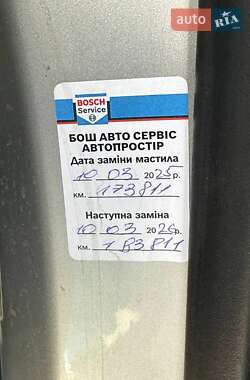 auto RIA .com
BOSCH
Service
БОШ АВТО СЕРВІС
АВТОПРОСТІР
Дата заміни мастила
10 03 2025р.
км. 173811
Наступна заміна
10 03 2026р.
км. 183811